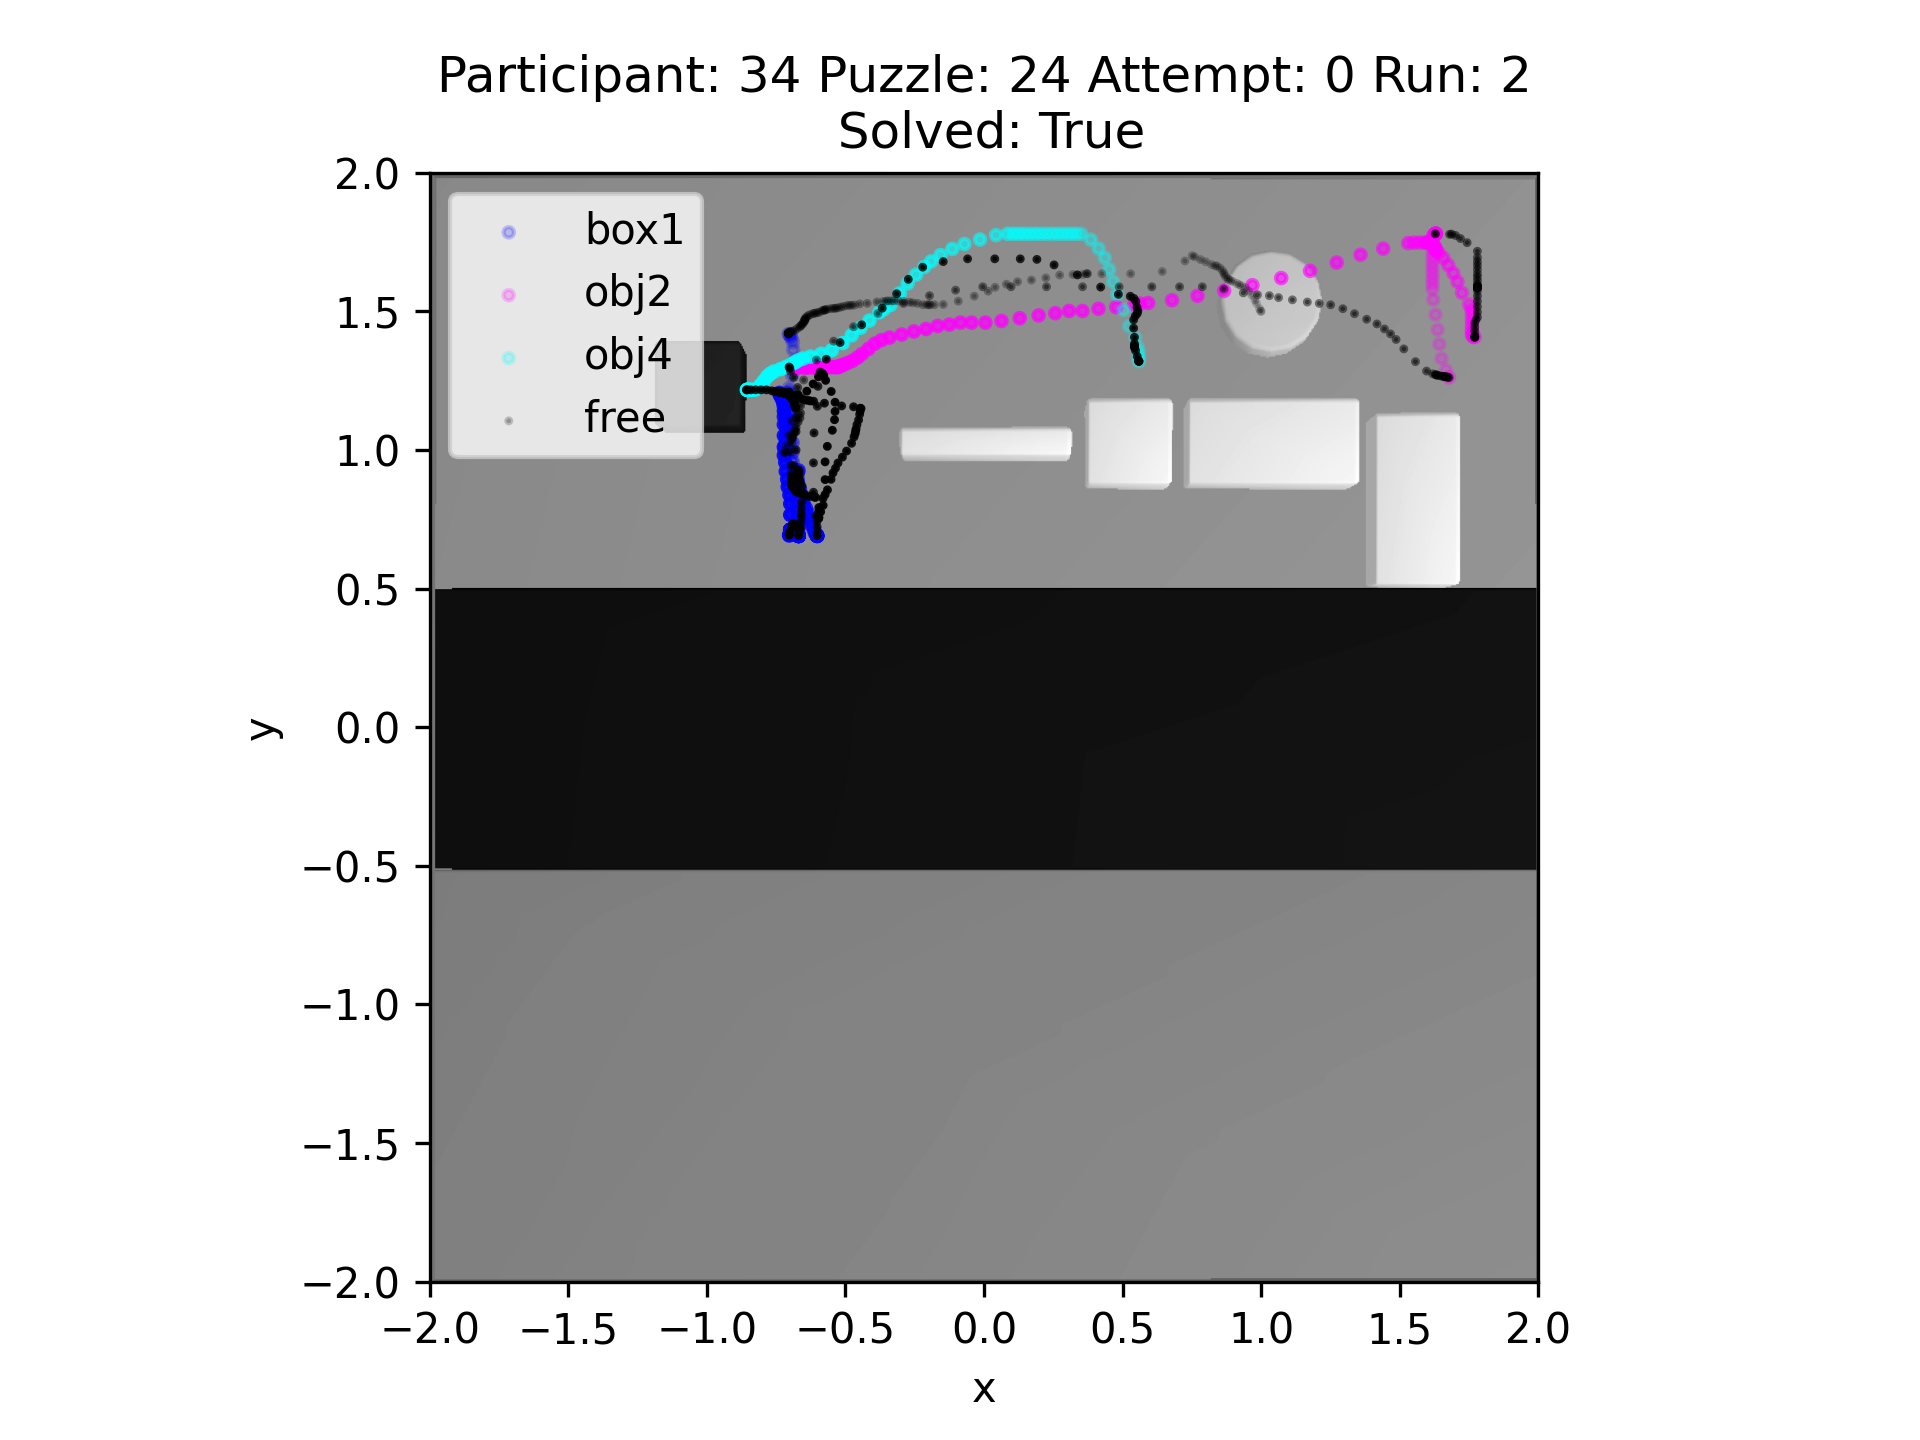 Participant: 34 Puzzle: 24 Attempt: 0 Run: 2
Solved: True
2.0
1.5
1.0
0.5
0.0
−0.5
−1.0
−1.5
−2.0
y
box1
obj2
obj4
free
−2.0 −1.5 −1.0 −0.5 0.0 0.5 1.0 1.5 2.0
x